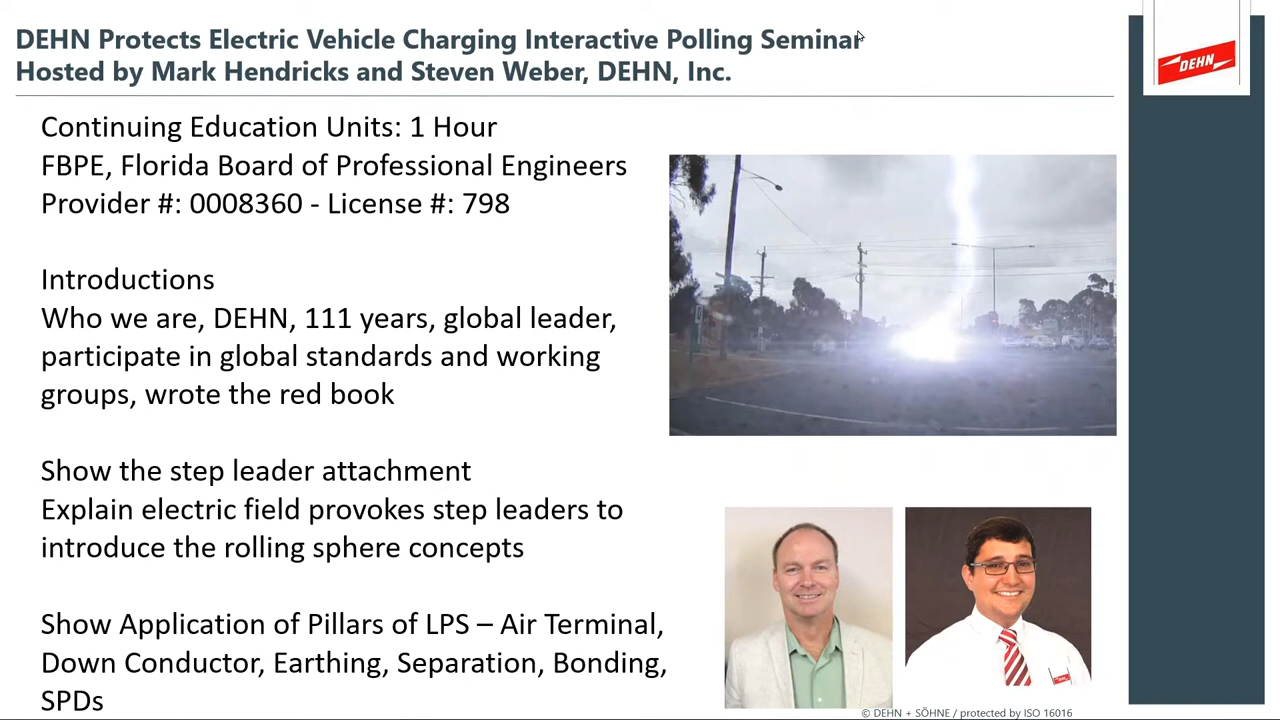 DEHN Protects Electric Vehicle Charging Interactive Polling Seminar
Hosted by Mark Hendricks and Steven Weber, DEHN, Inc.
DEHN
Continuing Education Units: 1 Hour
FBPE, Florida Board of Professional Engineers
Provider #: 0008360 - License #: 798
Introductions
Who we are, DEHN, 111 years, global leader,
participate in global standards and working
groups, wrote the red book
Show the step leader attachment
Explain electric field provokes step leaders to
introduce the rolling sphere concepts
Show Application of Pillars of LPS – Air Terminal,
Down Conductor, Earthing, Separation, Bonding,
SPDs
© DEHN + SÖHNE / protected by ISO 16016